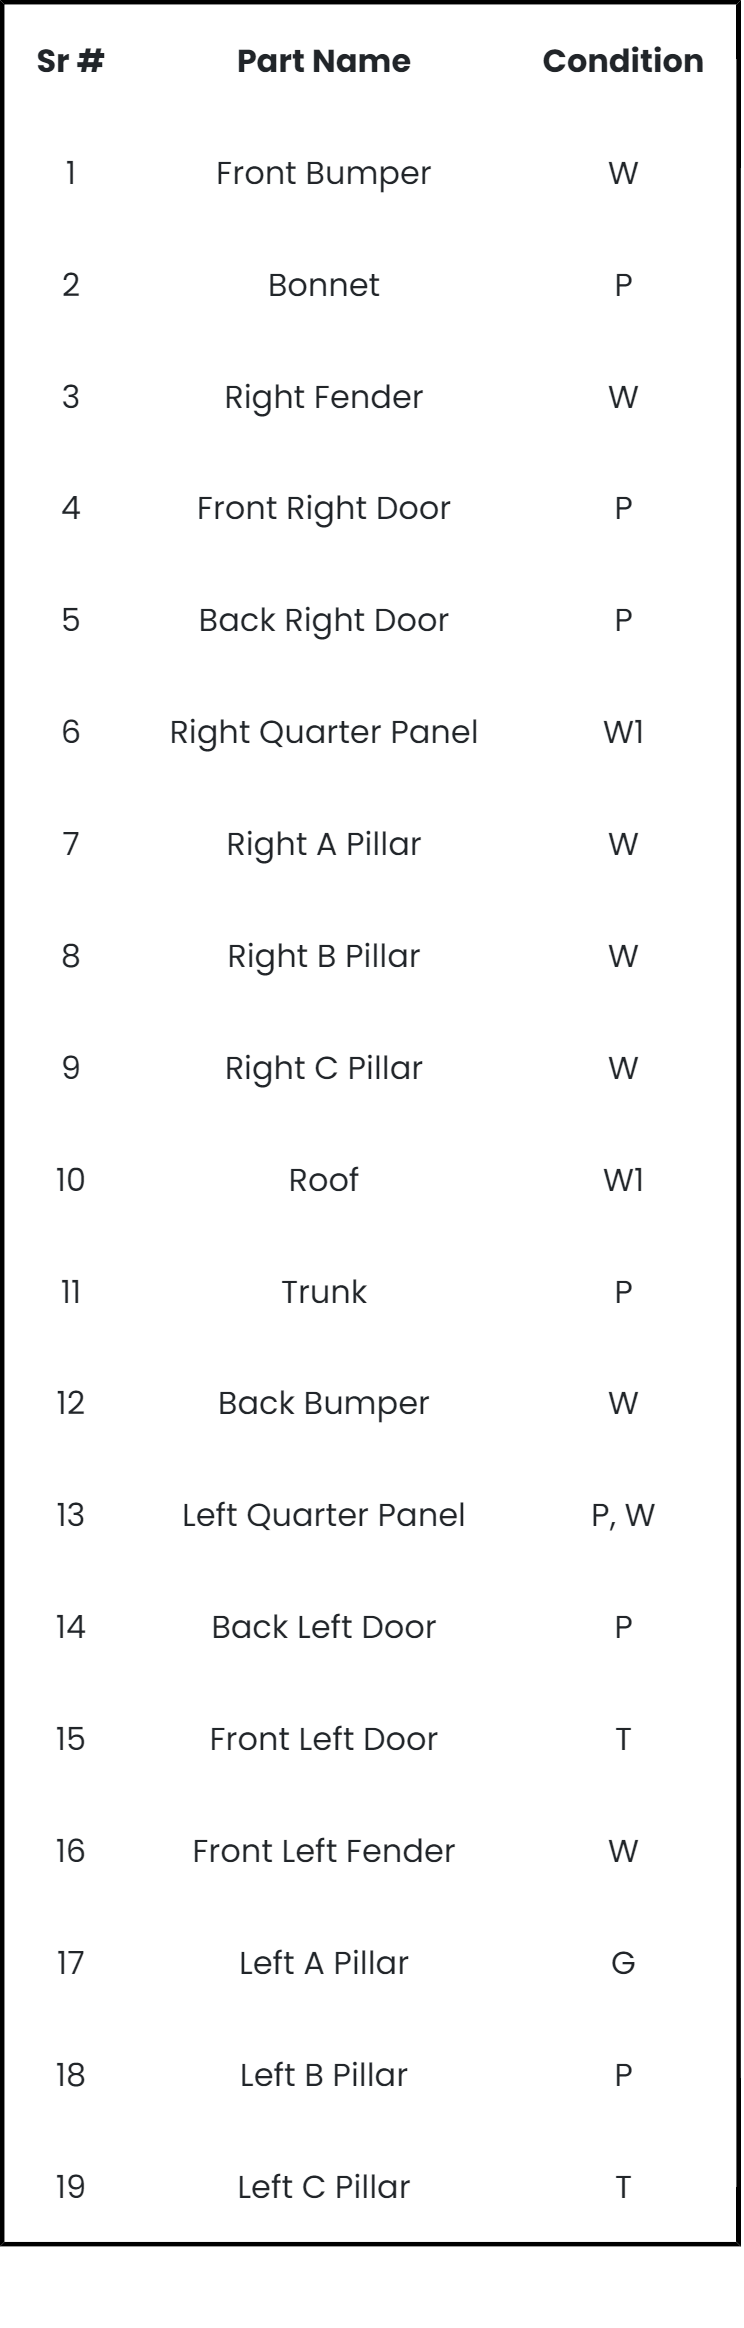 Sr # Part Name Condition
1 Front Bumper W
2 Bonnet P
3 Right Fender W
4 Front Right Door P
5 Back Right Door P
6 Right Quarter Panel W1
7 Right A Pillar W
8 Right B Pillar W
9 Right C Pillar W
10 Roof W1
11 Trunk P
12 Back Bumper W
13 Left Quarter Panel P, W
14 Back Left Door P
15 Front Left Door T
16 Front Left Fender W
17 Left A Pillar G
18 Left B Pillar P
19 Left C Pillar T